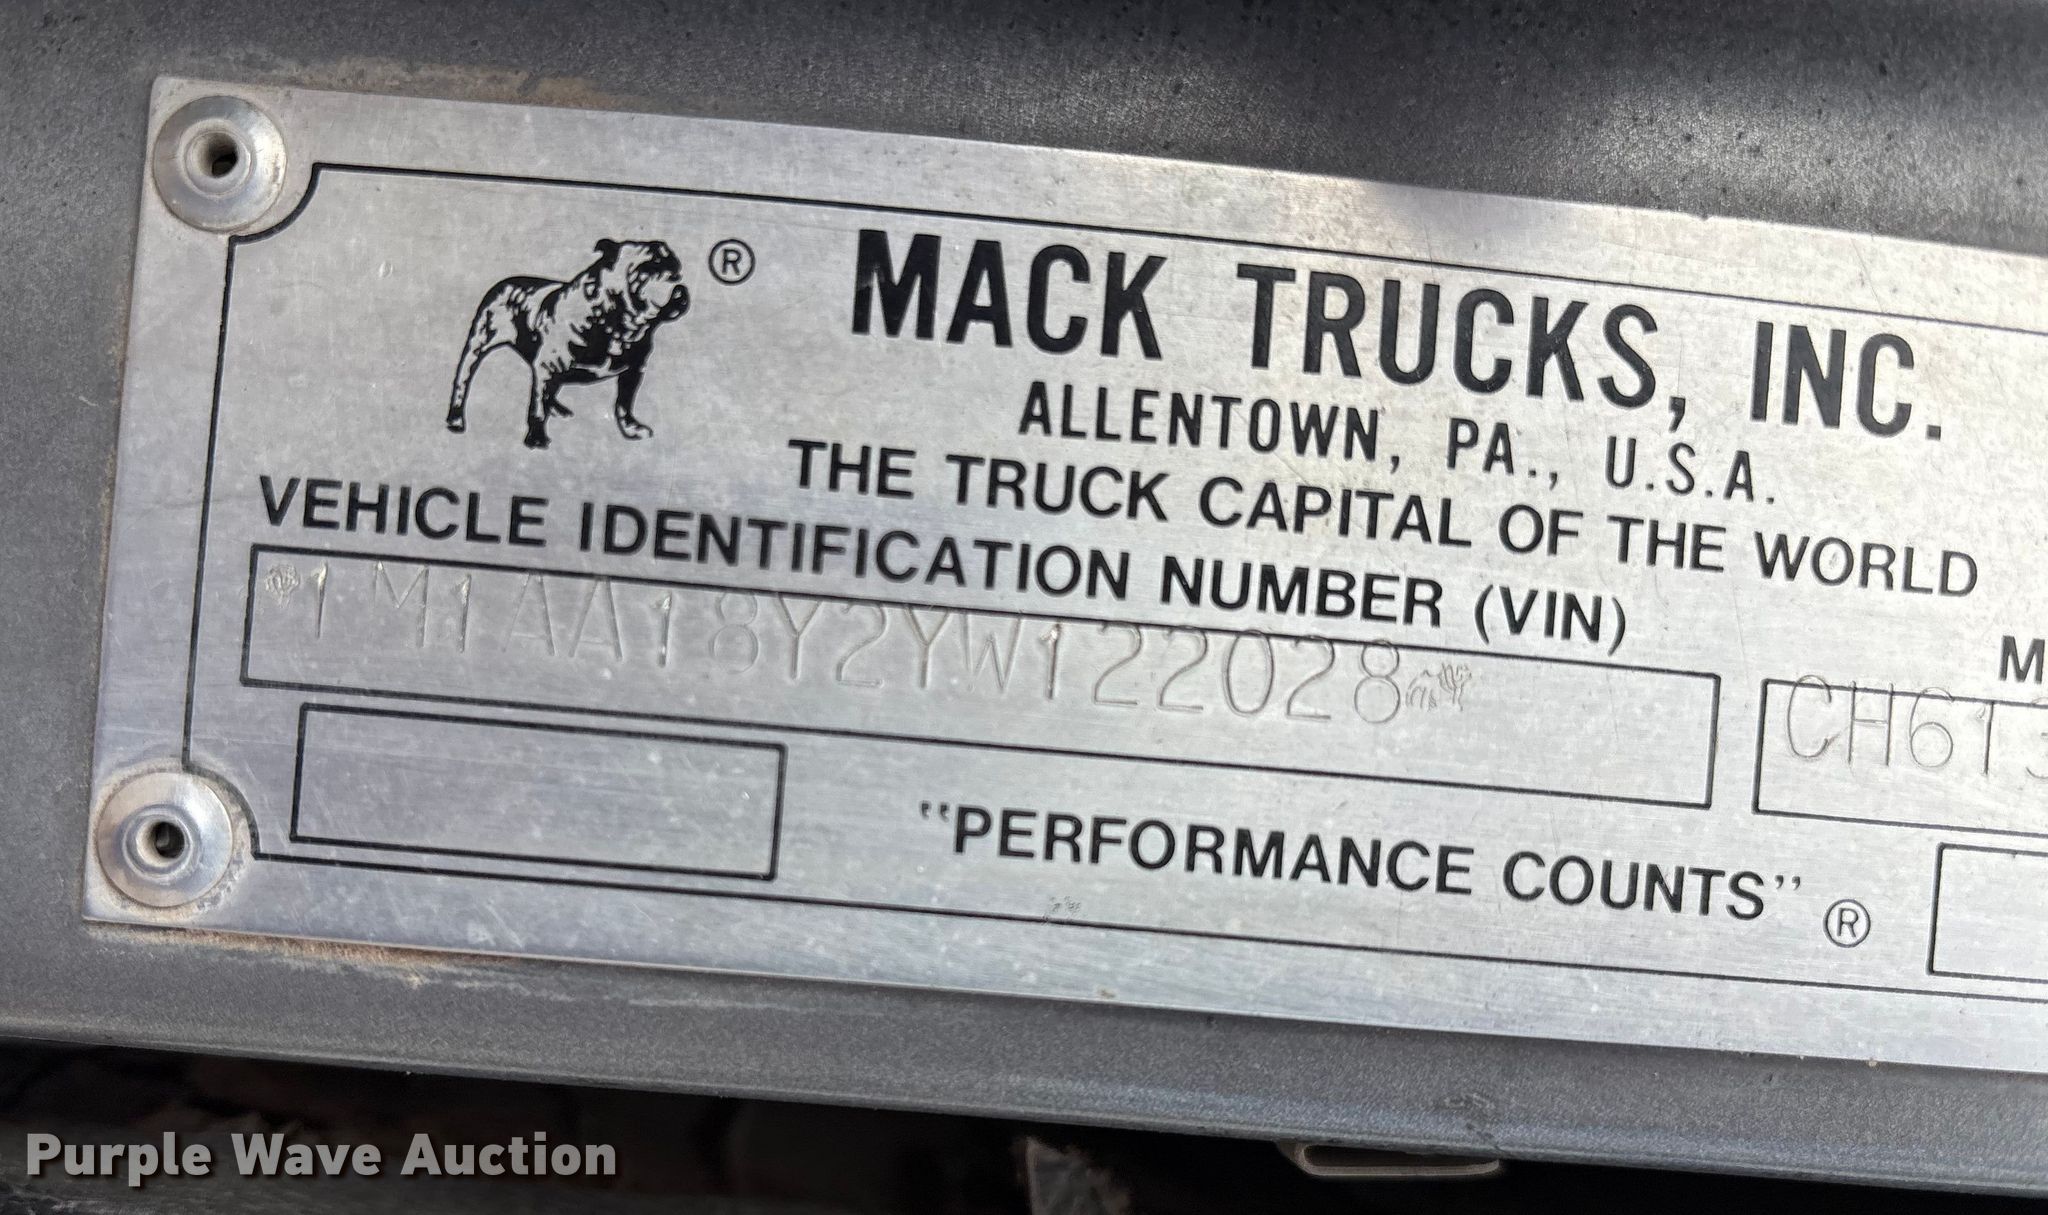 ® MACK TRUCKS, INC.
ALLENTOWN, PA., U.S.A.
THE TRUCK CAPITAL OF THE WORLD
VEHICLE IDENTIFICATION NUMBER (VIN)
M
1M1AA18Y2YW122028
CH613
"PERFORMANCE COUNTS" ®
Purple Wave Auction